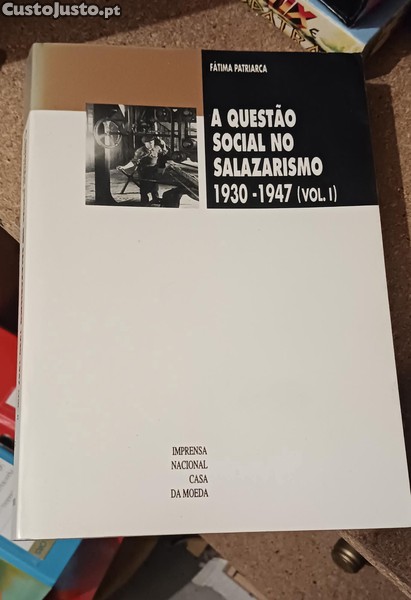 CustoJusto.pt
FÁTIMA PATRIARCA
A QUESTÃO
SOCIAL NO
SALAZARISMO
1930 -1947 (VOL. I)
IMPRENSA
NACIONAL
CASA
DA MOEDA